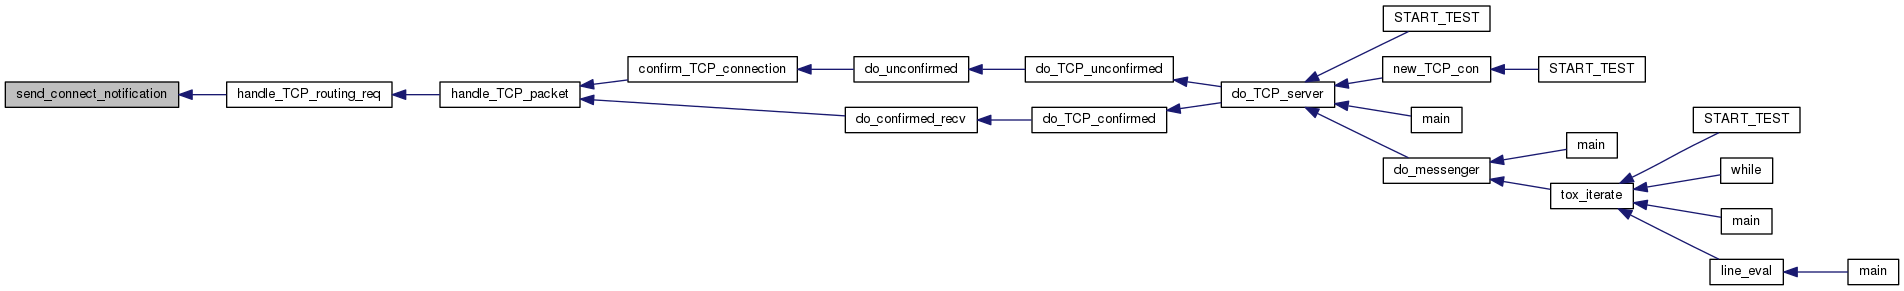 send_connect_notification
handle_TCP_routing_req
handle_TCP_packet
confirm_TCP_connection
do_confirmed_recv
do_unconfirmed
do_TCP_unconfirmed
do_TCP_confirmed
do_TCP_server
START_TEST
new_TCP_con
START_TEST
main
do_messenger
main
tox_iterate
START_TEST
while
main
line_eval
main